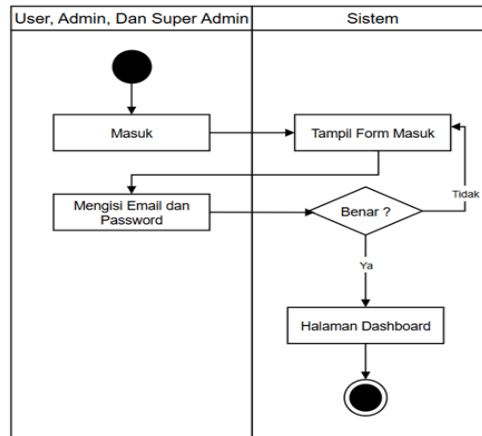 User, Admin, Dan Super Admin
Sistem
Masuk
Tampil Form Masuk
Mengisi Email dan
Password
Benar ?
Tidak
Ya
Halaman Dashboard